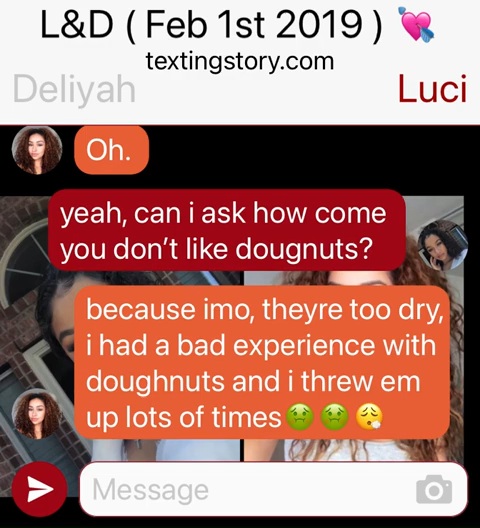 L&D ( Feb 1st 2019 ) 💘
textingstory.com
Deliyah Luci
Oh.
yeah, can i ask how come
you don't like dougnuts?
because imo, theyre too dry,
i had a bad experience with
doughnuts and i threw em
up lots of times🤢 🤢 😮‍💨
Message